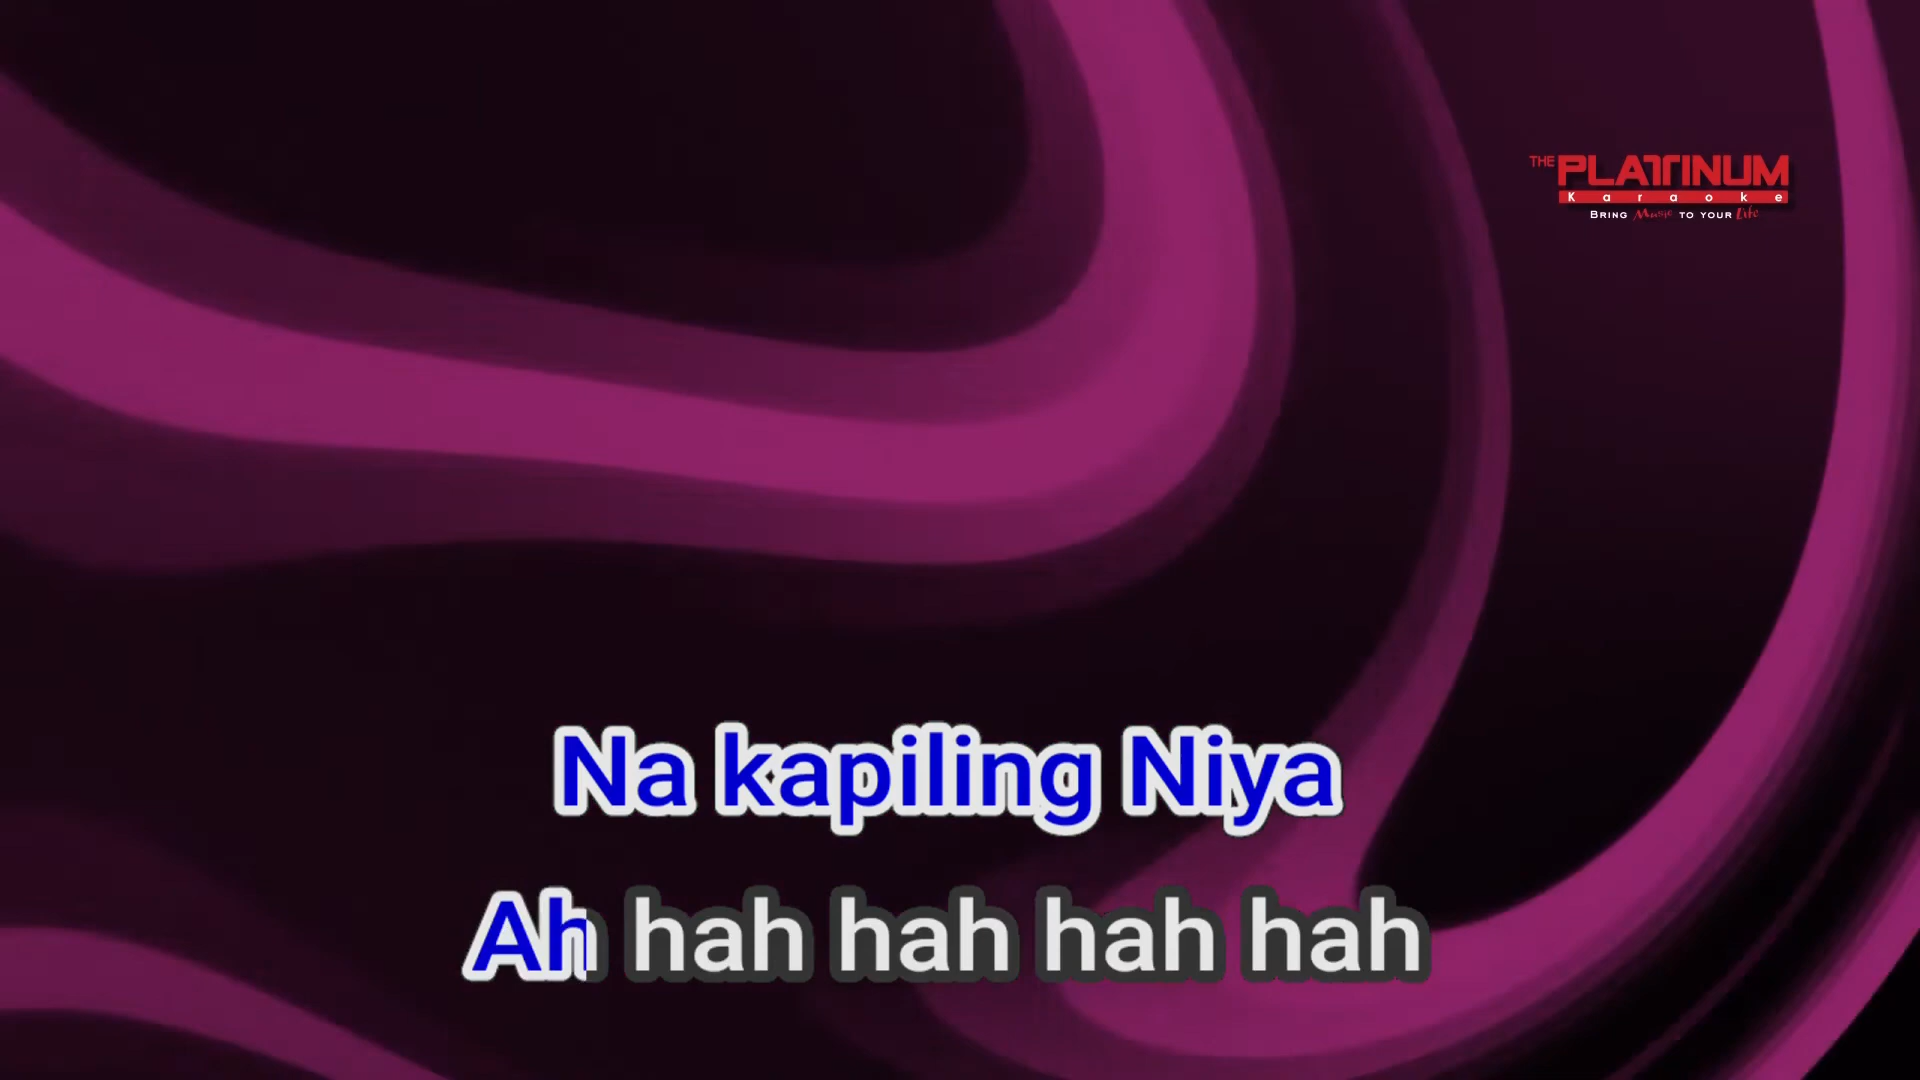 THE PLATINUM
Karaoke
BRING Music TO YOUR Life
Na kapiling Niya
Ah hah hah hah hah